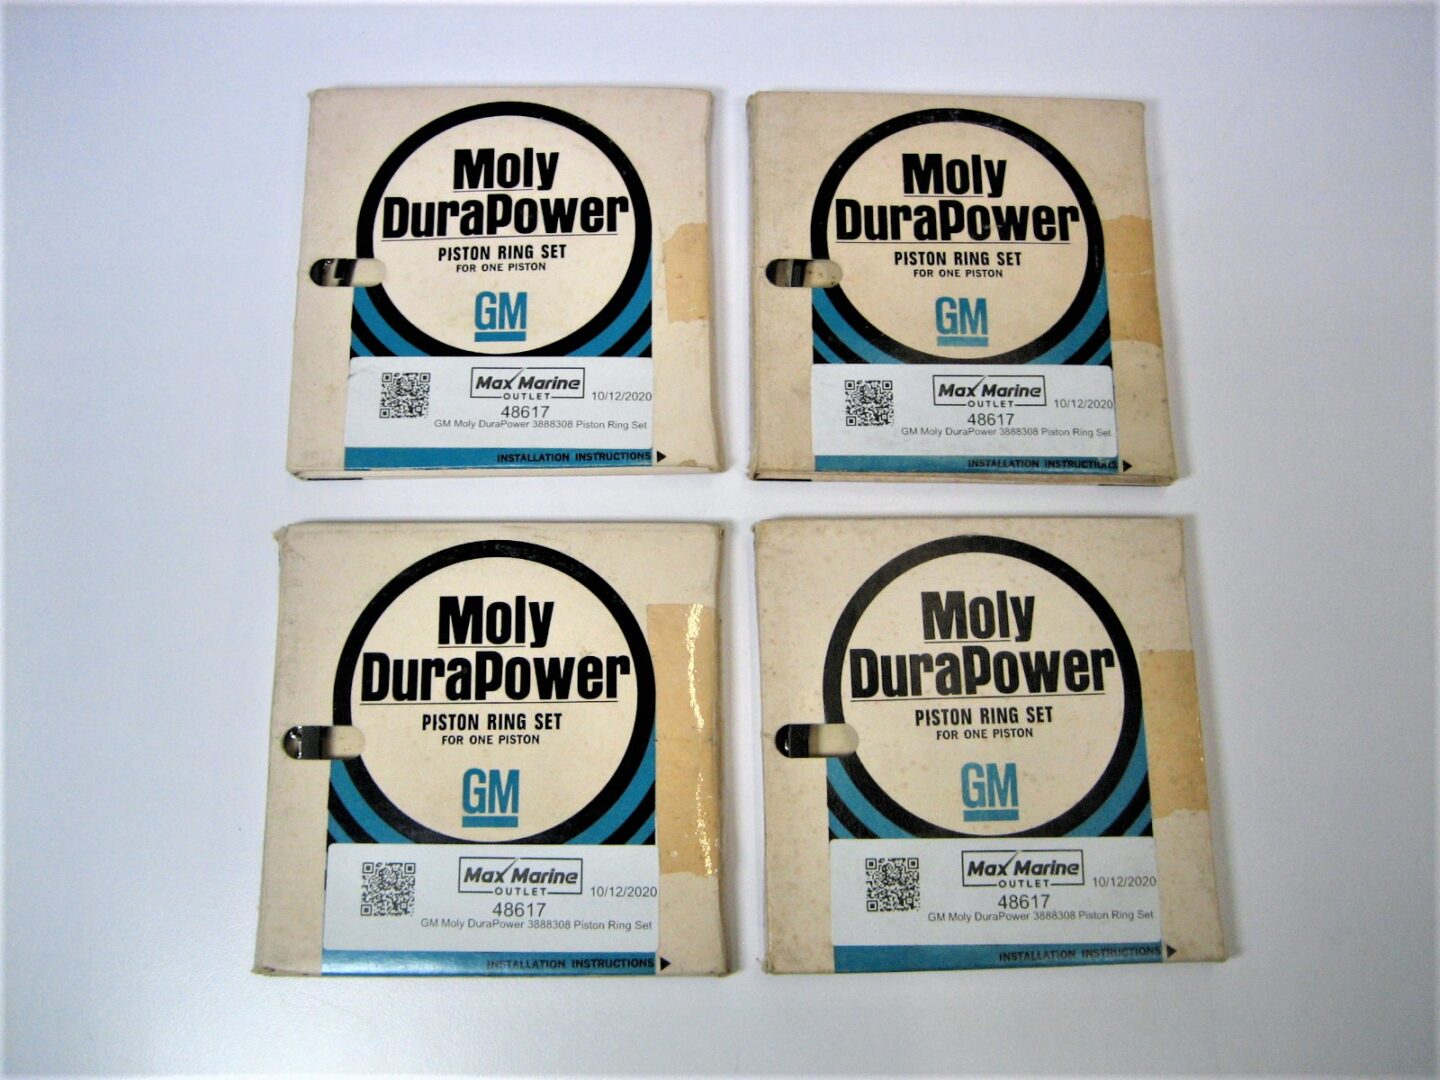 Moly
DuraPower
PISTON RING SET
FOR ONE PISTON
GM
Max Marine
OUTLET
10/12/2020
48617
GM Moly DuraPower 3888308 Piston Ring Set
INSTALLATION INSTRUCTIONS
Moly
DuraPower
PISTON RING SET
FOR ONE PISTON
GM
Max Marine
OUTLET
10/12/2020
48617
GM Moly DuraPower 3888308 Piston Ring Set
INSTALLATION INSTRUCTIONS
Moly
DuraPower
PISTON RING SET
FOR ONE PISTON
GM
Max Marine
OUTLET
10/12/2020
48617
GM Moly DuraPower 3888308 Piston Ring Set
INSTALLATION INSTRUCTIONS
Moly
DuraPower
PISTON RING SET
FOR ONE PISTON
GM
Max Marine
OUTLET
10/12/2020
48617
GM Moly DuraPower 3888308 Piston Ring Set
INSTALLATION INSTRUCTIONS